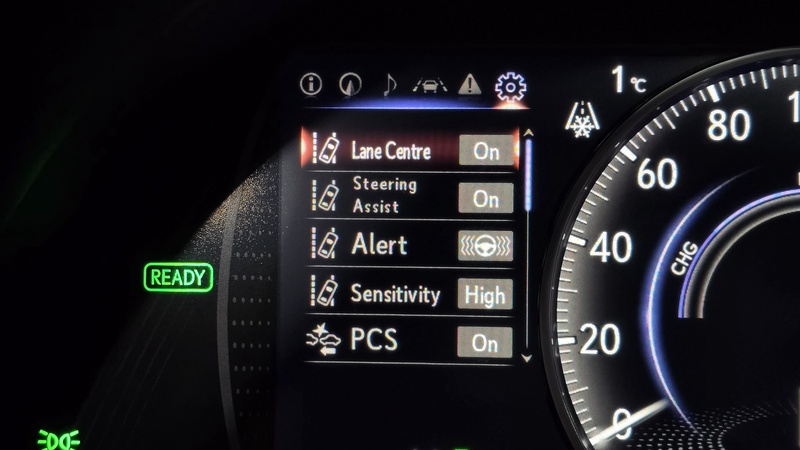 1°C
Lane Centre On
Steering
Assist On
Alert
Sensitivity High
PCS On
READY
80
60
40
20
0
CHG